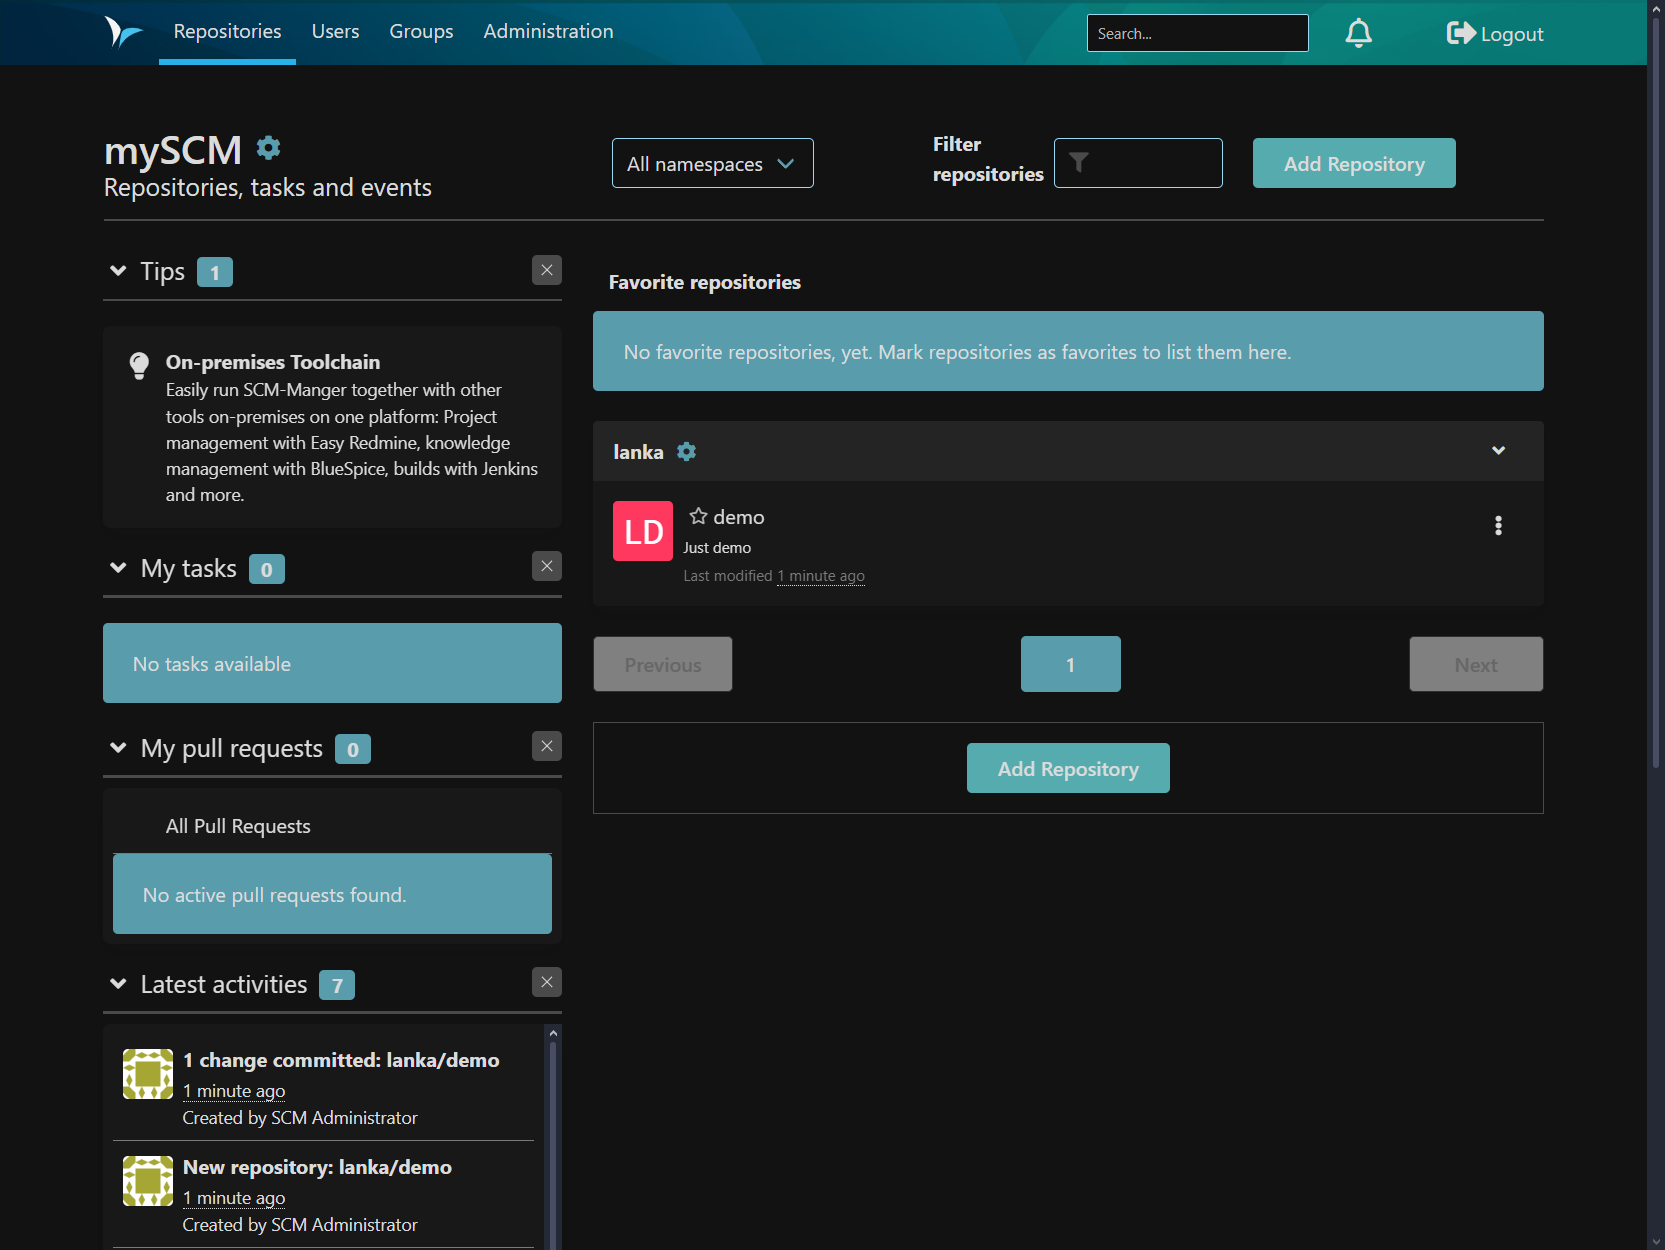 Repositories
Users
Groups
Administration
Search...
Logout
mySCM
Repositories, tasks and events
All namespaces
Filter
repositories
Add Repository
Tips 1
On-premises Toolchain
Easily run SCM-Manger together with other
tools on-premises on one platform: Project
management with Easy Redmine, knowledge
management with BlueSpice, builds with Jenkins
and more.
My tasks 0
No tasks available
My pull requests 0
All Pull Requests
No active pull requests found.
Latest activities 7
1 change committed: lanka/demo
1 minute ago
Created by SCM Administrator
New repository: lanka/demo
1 minute ago
Created by SCM Administrator
Favorite repositories
No favorite repositories, yet. Mark repositories as favorites to list them here.
lanka
LD
demo
Just demo
Last modified 1 minute ago
Previous
1
Next
Add Repository